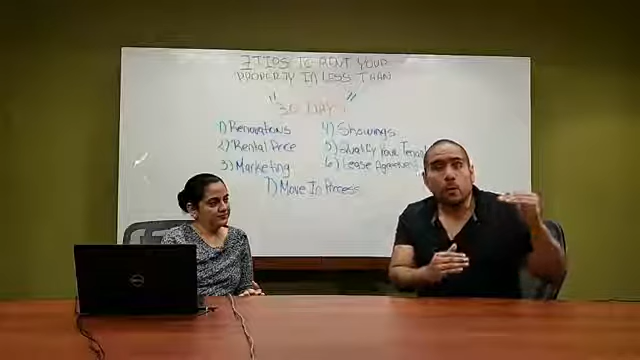 7 TIPS TO RENT YOUR
PROPERTY IN LESS THAN
"30 DAYS"
1) Renovations
2) Rental Price
3) Marketing
4) Showings
5) Qualify Your Tenant
6) Lease Agreement
7) Move In Process
DELL